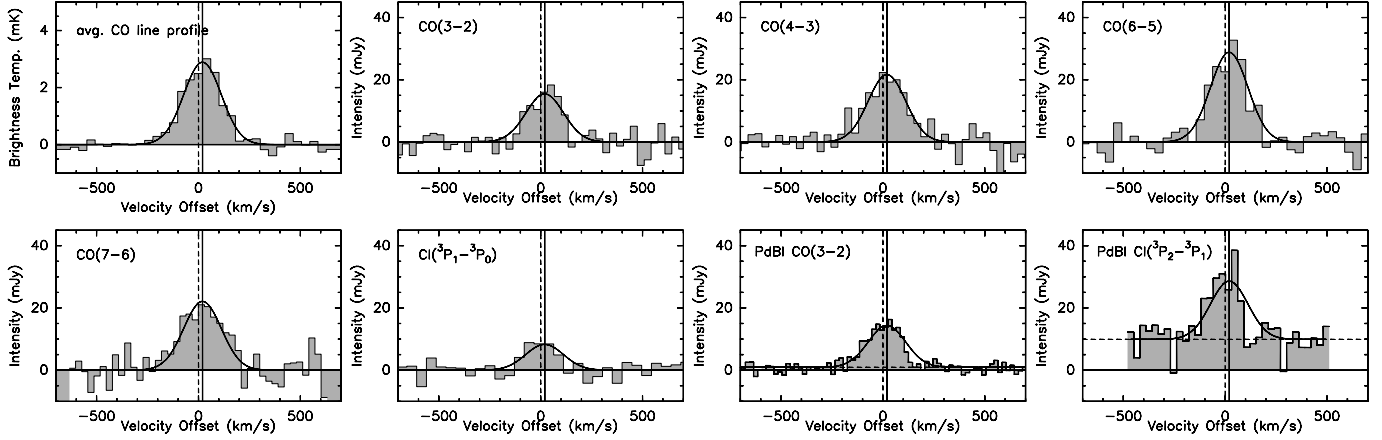 avg. CO line profile
Brightness Temp. (mK)
4
2
0
−500 0 500
Velocity Offset (km/s)
CO(3−2)
Intensity (mJy)
40
20
0
−500 0 500
Velocity Offset (km/s)
CO(4−3)
Intensity (mJy)
40
20
0
−500 0 500
Velocity Offset (km/s)
CO(6−5)
Intensity (mJy)
40
20
0
−500 0 500
Velocity Offset (km/s)
CO(7−6)
Intensity (mJy)
40
20
0
−500 0 500
Velocity Offset (km/s)
CI(³P₁−³P₀)
Intensity (mJy)
40
20
0
−500 0 500
Velocity Offset (km/s)
PdBI CO(3−2)
Intensity (mJy)
40
20
0
−500 0 500
Velocity Offset (km/s)
PdBI CI(³P₂−³P₁)
Intensity (mJy)
40
20
0
−500 0 500
Velocity Offset (km/s)